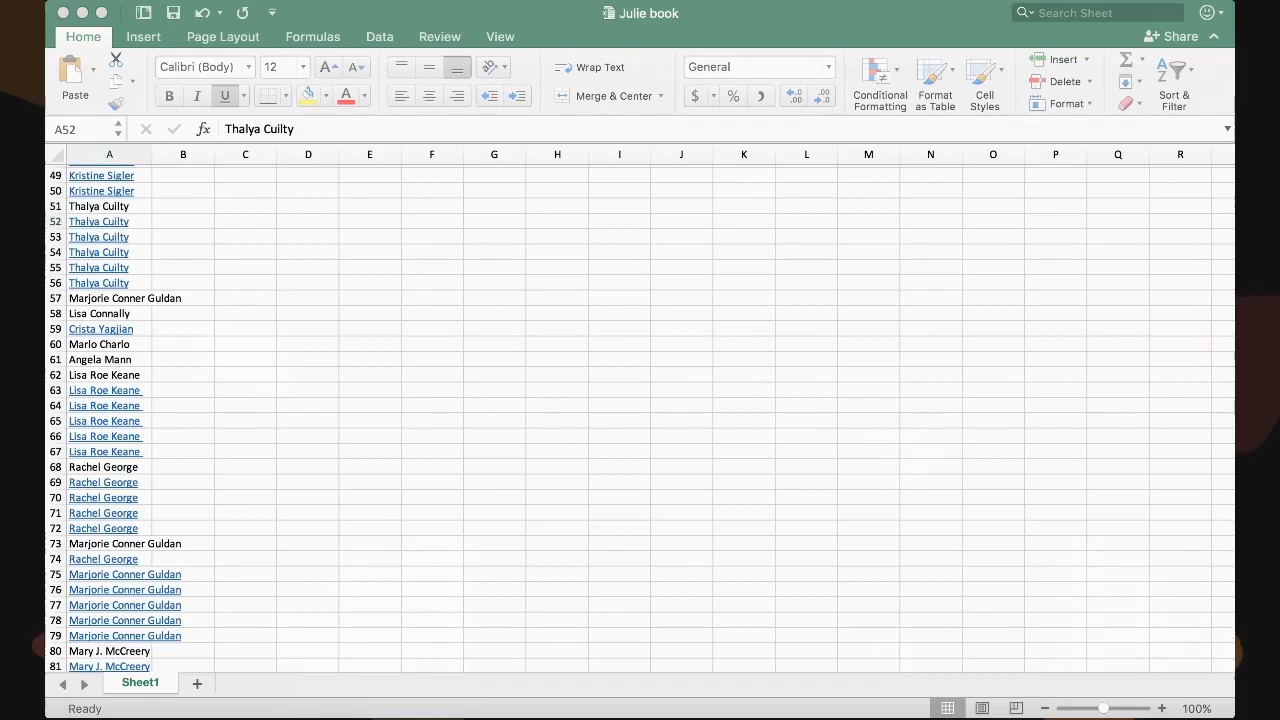 Julie book
Search Sheet
Home Insert Page Layout Formulas Data Review View Share
Paste
Calibri (Body) 12
Wrap Text
Merge & Center
General
Conditional Formatting
Format as Table
Cell Styles
Insert
Delete
Format
Sort & Filter
A52 fx Thalya Cuilty
A B C D E F G H I J K L M N O P Q R
49 Kristine Sigler
50 Kristine Sigler
51 Thalya Cuilty
52 Thalya Cuilty
53 Thalya Cuilty
54 Thalya Cuilty
55 Thalya Cuilty
56 Thalya Cuilty
57 Marjorie Conner Guldan
58 Lisa Connally
59 Crista Yagjian
60 Marlo Charlo
61 Angela Mann
62 Lisa Roe Keane
63 Lisa Roe Keane
64 Lisa Roe Keane
65 Lisa Roe Keane
66 Lisa Roe Keane
67 Lisa Roe Keane
68 Rachel George
69 Rachel George
70 Rachel George
71 Rachel George
72 Rachel George
73 Marjorie Conner Guldan
74 Rachel George
75 Marjorie Conner Guldan
76 Marjorie Conner Guldan
77 Marjorie Conner Guldan
78 Marjorie Conner Guldan
79 Marjorie Conner Guldan
80 Mary J. McCreery
81 Mary J. McCreery
Sheet1
Ready
100%